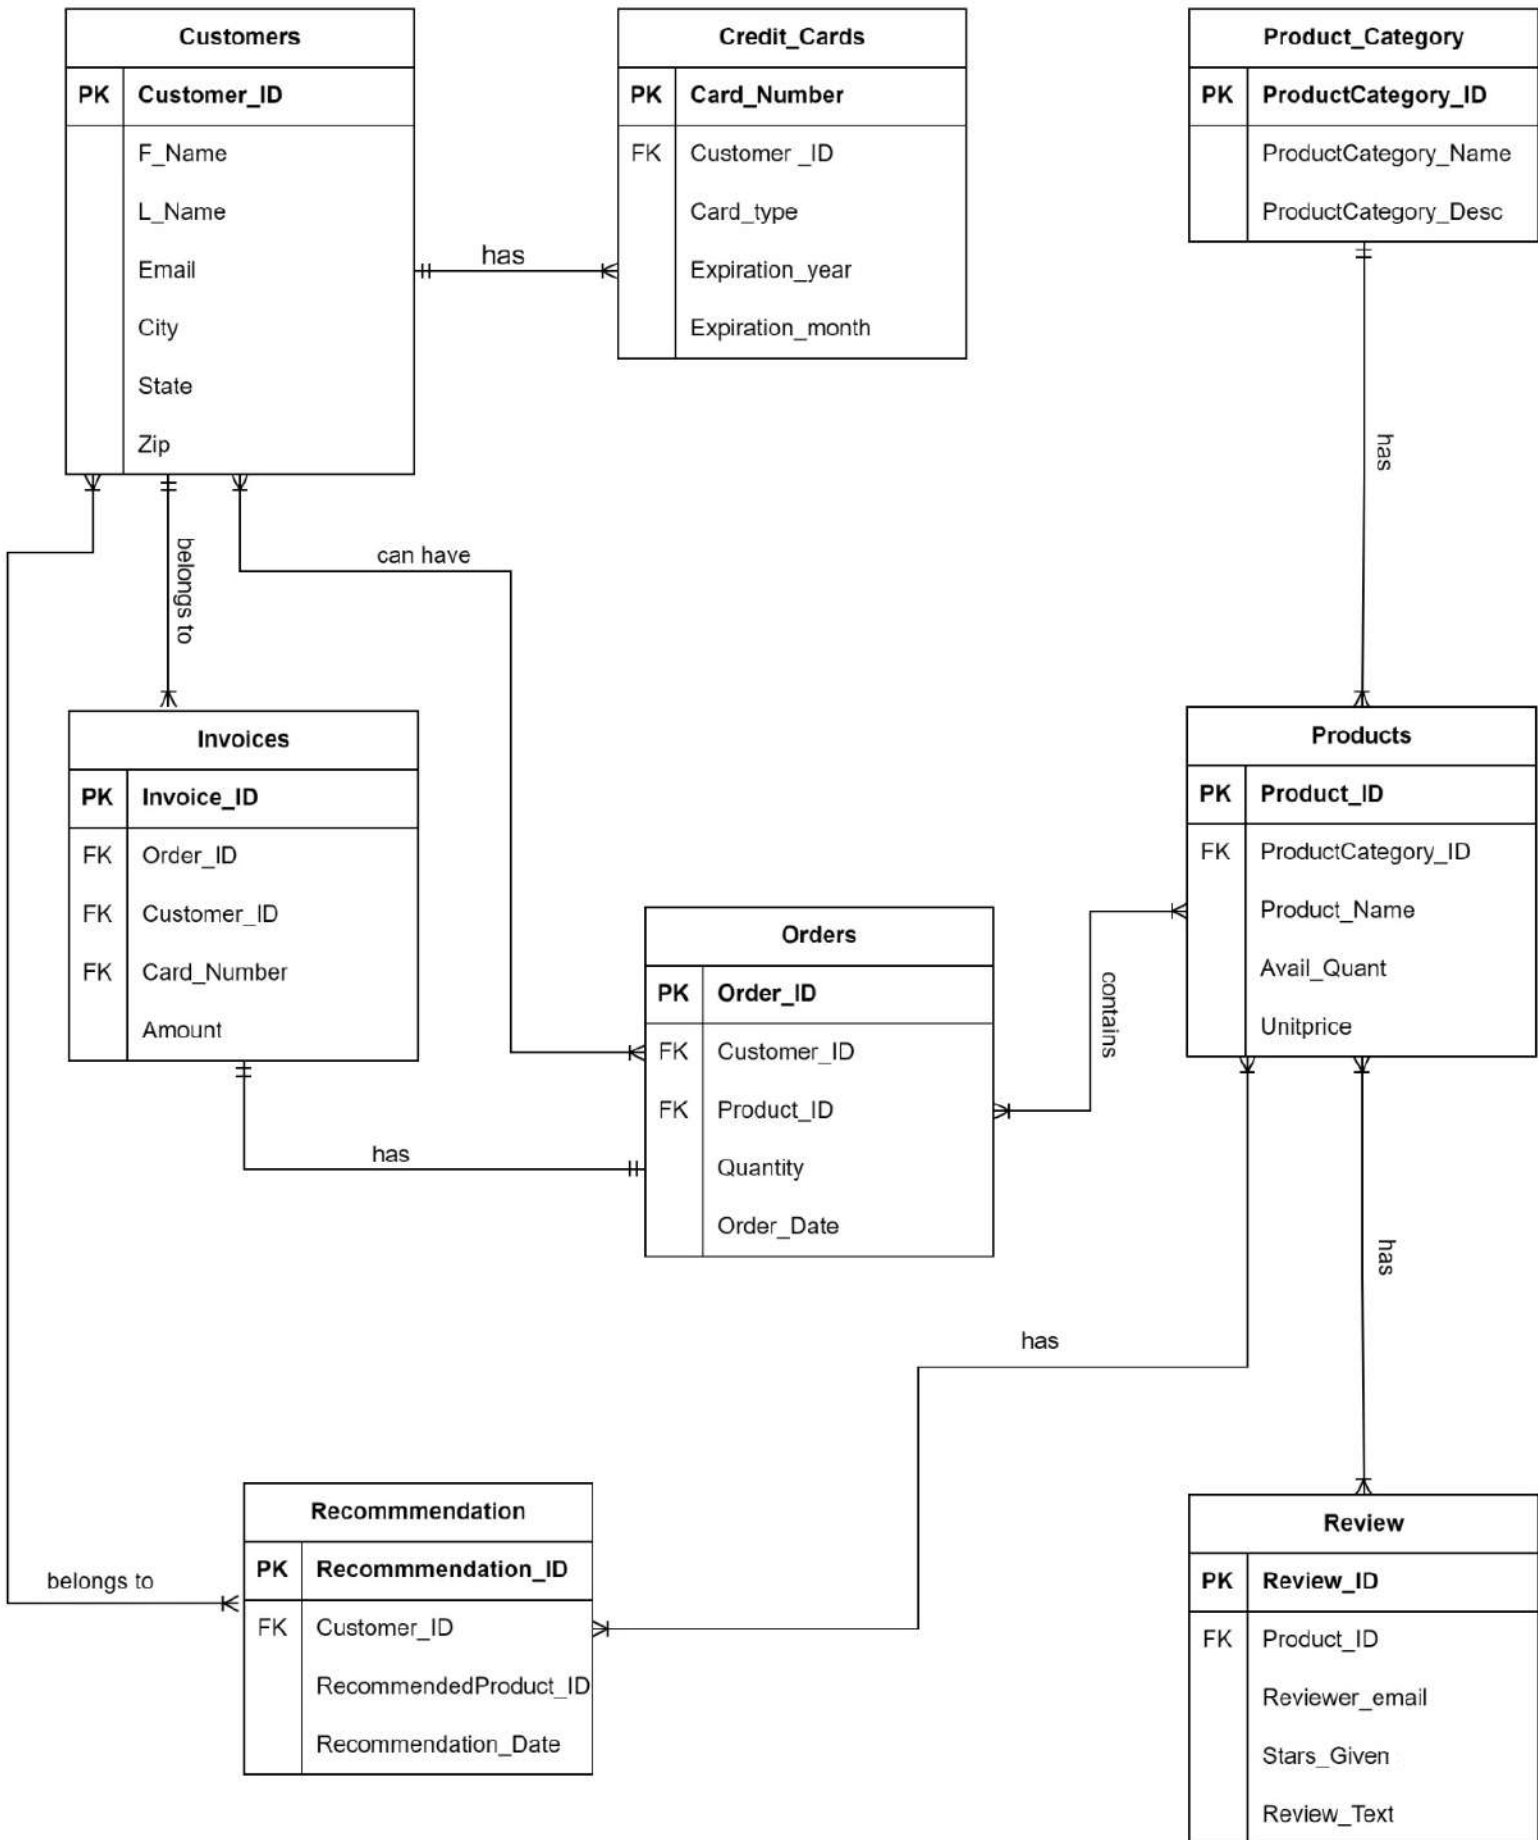 Customers
PK Customer_ID
F_Name
L_Name
Email
City
State
Zip
Credit_Cards
PK Card_Number
FK Customer _ID
Card_type
Expiration_year
Expiration_month
Product_Category
PK ProductCategory_ID
ProductCategory_Name
ProductCategory_Desc
has
has
belongs to
can have
Invoices
PK Invoice_ID
FK Order_ID
FK Customer_ID
FK Card_Number
Amount
Products
PK Product_ID
FK ProductCategory_ID
Product_Name
Avail_Quant
Unitprice
Orders
PK Order_ID
FK Customer_ID
FK Product_ID
Quantity
Order_Date
contains
has
has
has
Recommmendation
PK Recommmendation_ID
FK Customer_ID
RecommendedProduct_ID
Recommendation_Date
belongs to
Review
PK Review_ID
FK Product_ID
Reviewer_email
Stars_Given
Review_Text